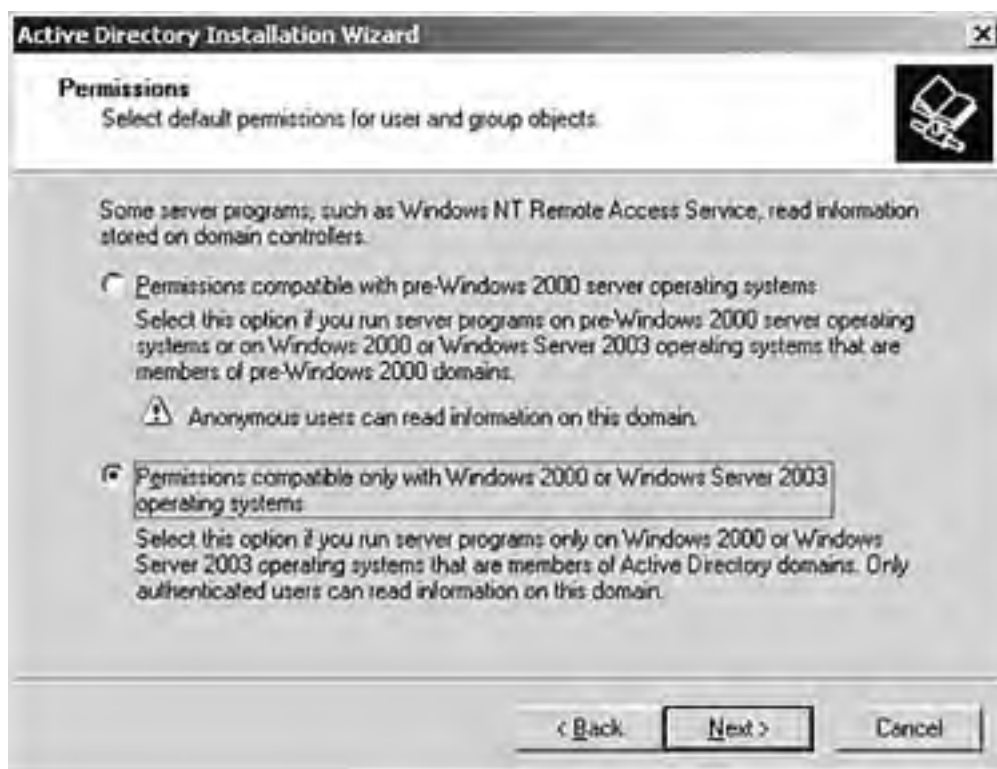 Active Directory Installation Wizard
Permissions
Select default permissions for user and group objects.
Some server programs, such as Windows NT Remote Access Service, read information
stored on domain controllers.
Permissions compatible with pre-Windows 2000 server operating systems
Select this option if you run server programs on pre-Windows 2000 server operating
systems or on Windows 2000 or Windows Server 2003 operating systems that are
members of pre-Windows 2000 domains.
Anonymous users can read information on this domain.
Permissions compatible only with Windows 2000 or Windows Server 2003
operating systems
Select this option if you run server programs only on Windows 2000 or Windows
Server 2003 operating systems that are members of Active Directory domains. Only
authenticated users can read information on this domain.
< Back Next > Cancel